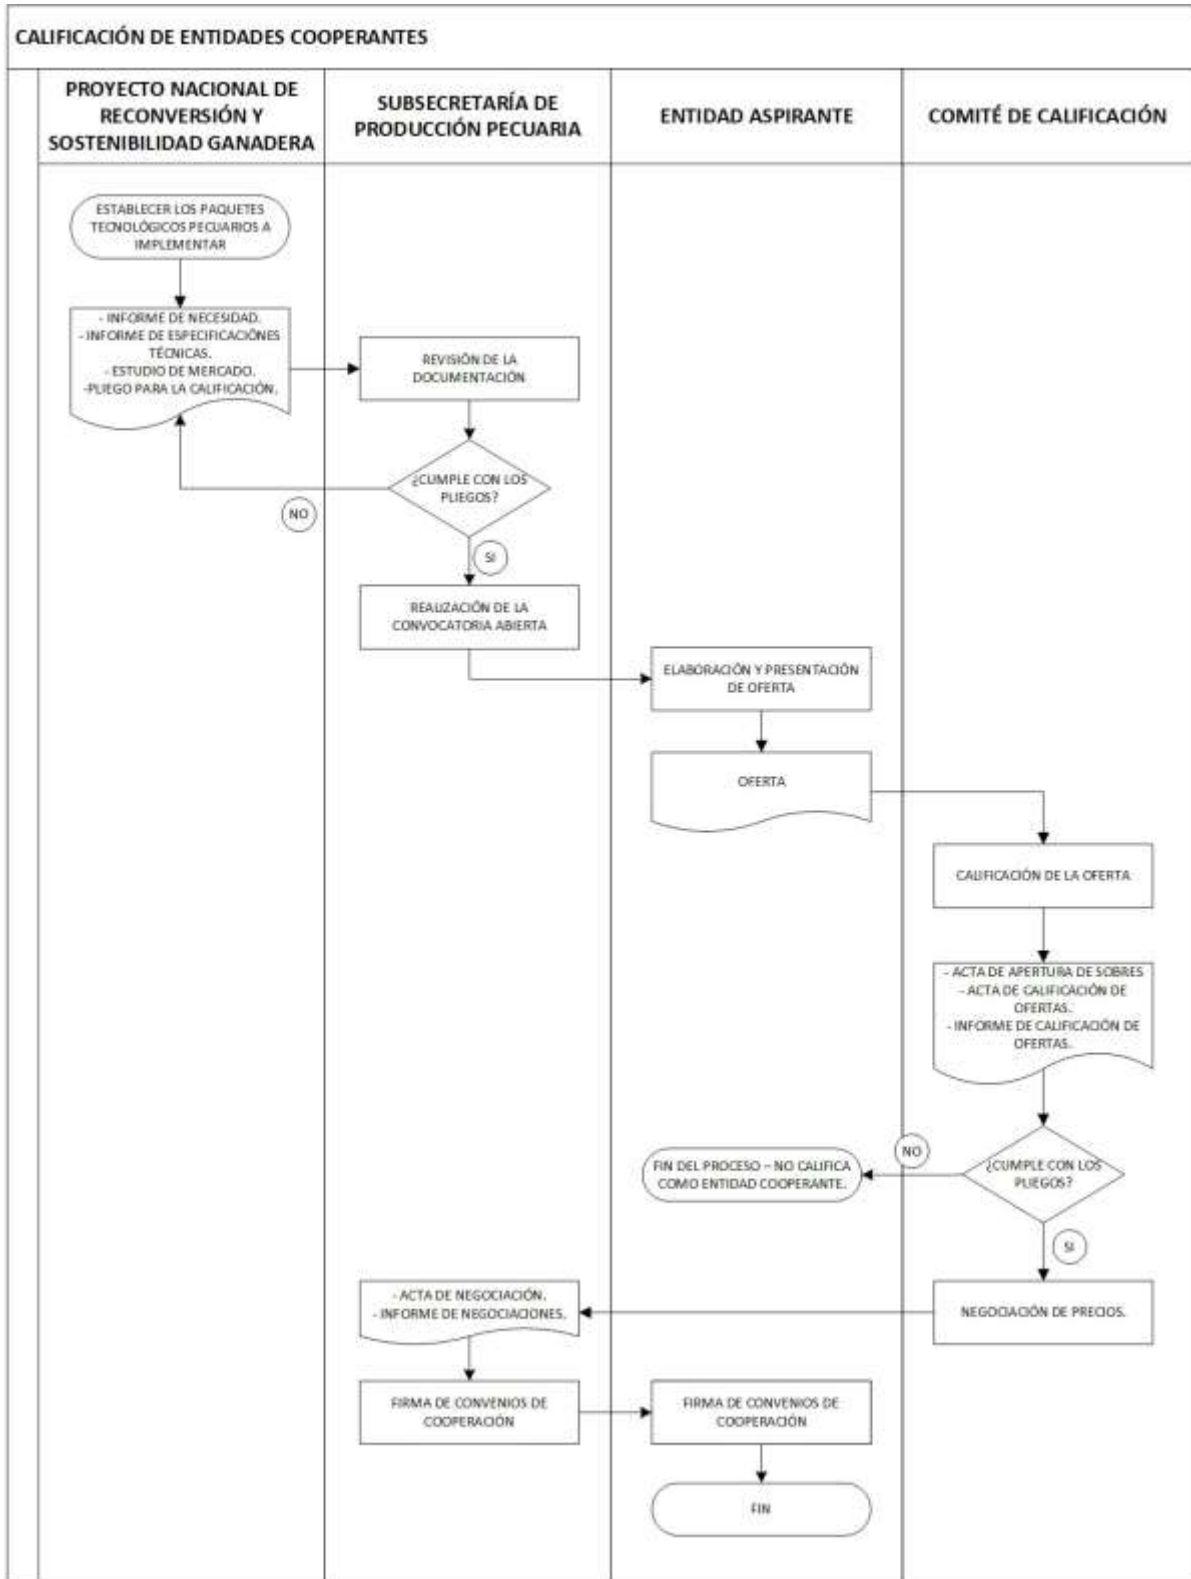 CALIFICACIÓN DE ENTIDADES COOPERANTES
PROYECTO NACIONAL DE
RECONVERSIÓN Y
SOSTENIBILIDAD GANADERA
SUBSECRETARÍA DE
PRODUCCIÓN PECUARIA
ENTIDAD ASPIRANTE
COMITÉ DE CALIFICACIÓN
ESTABLECER LOS PAQUETES
TECNOLÓGICOS PECUARIOS A
IMPLEMENTAR
- INFORME DE NECESIDAD.
- INFORME DE ESPECIFICACIÓNES
TÉCNICAS.
- ESTUDIO DE MERCADO.
-PLIEGO PARA LA CALIFICACIÓN.
REVISIÓN DE LA
DOCUMENTACIÓN
¿CUMPLE CON LOS
PLIEGOS?
NO
SI
REALIZACIÓN DE LA
CONVOCATORIA ABIERTA
ELABORACIÓN Y PRESENTACIÓN
DE OFERTA
OFERTA
CALIFICACIÓN DE LA OFERTA
- ACTA DE APERTURA DE SOBRES
- ACTA DE CALIFICACIÓN DE
OFERTAS.
- INFORME DE CALIFICACIÓN DE
OFERTAS.
¿CUMPLE CON LOS
PLIEGOS?
NO
FIN DEL PROCESO – NO CALIFICA
COMO ENTIDAD COOPERANTE.
SI
NEGOCIACIÓN DE PRECIOS.
- ACTA DE NEGOCIACIÓN.
- INFORME DE NEGOCIACIONES.
FIRMA DE CONVENIOS DE
COOPERACIÓN
FIRMA DE CONVENIOS DE
COOPERACIÓN
FIN